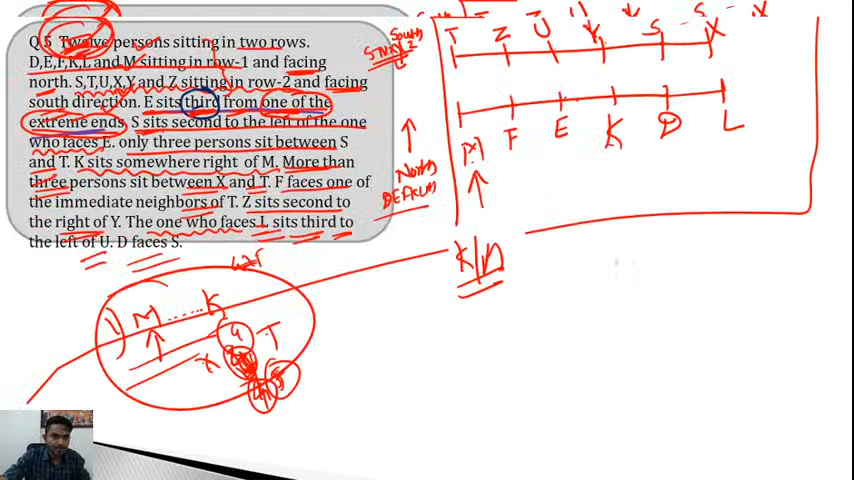 Q.5 Twelve persons sitting in two rows.
D,E,F,K,L and M sitting in row-1 and facing
north. S,T,U,X,Y and Z sitting in row-2 and facing
south direction. E sits third from one of the
extreme ends. S sits second to the left of the one
who faces E. only three persons sit between S
and T. K sits somewhere right of M. More than
three persons sit between X and T. F faces one of
the immediate neighbors of T. Z sits second to
the right of Y. The one who faces L sits third to
the left of U. D faces S.
South
T Z U Y S X
M F E K D L
North
DEFKLM
K/M
1) M ...... K
4 T
X